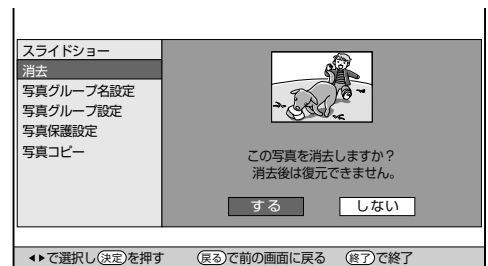 スライドショー
消去
写真グループ名設定
写真グループ設定
写真保護設定
写真コピー
この写真を消去しますか？
消去後は復元できません。
する しない
で選択し決定を押す 戻るで前の画面に戻る 終了で終了